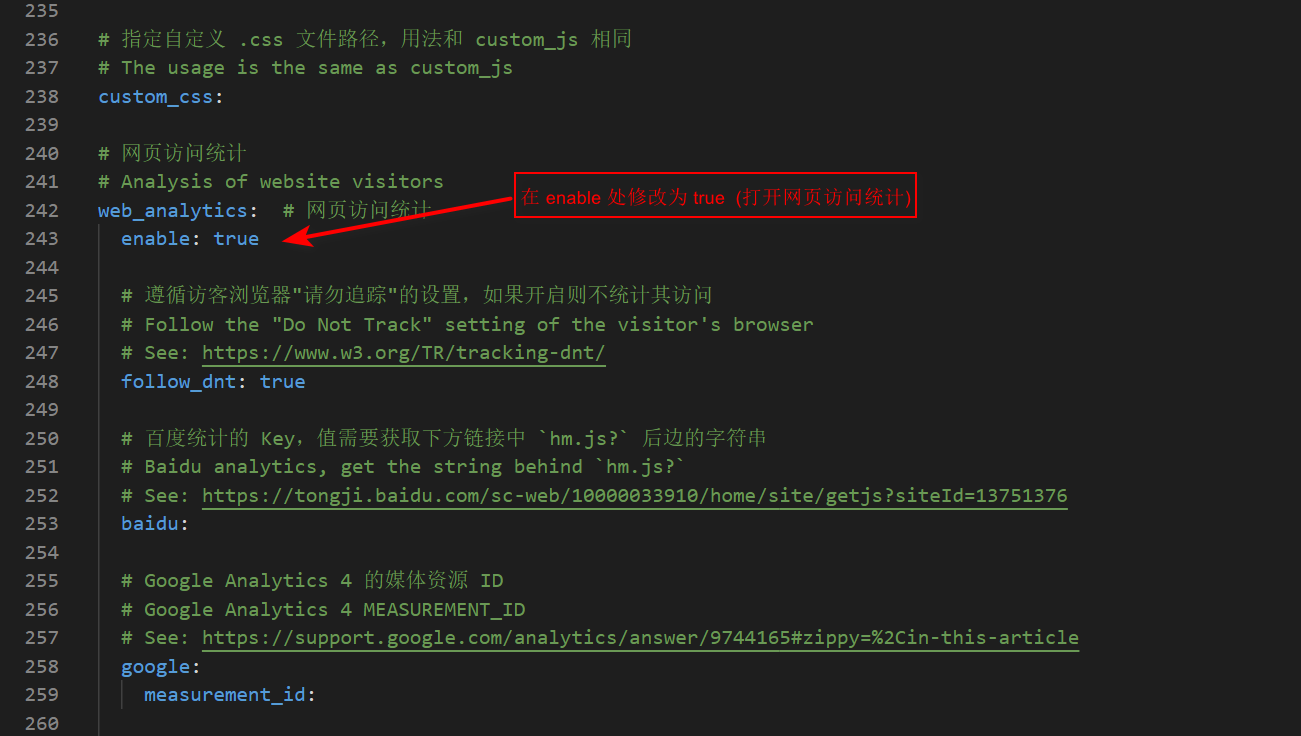 235
236 # 指定自定义 .css 文件路径，用法和 custom_js 相同
237 # The usage is the same as custom_js
238 custom_css:
239
240 # 网页访问统计
241 # Analysis of website visitors
242 web_analytics:  # 网页访问统计
在 enable 处修改为 true  (打开网页访问统计)
243   enable: true
244
245   # 遵循访客浏览器"请勿追踪"的设置，如果开启则不统计其访问
246   # Follow the "Do Not Track" setting of the visitor's browser
247   # See: https://www.w3.org/TR/tracking-dnt/
248   follow_dnt: true
249
250   # 百度统计的 Key，值需要获取下方链接中 `hm.js?` 后边的字符串
251   # Baidu analytics, get the string behind `hm.js?`
252   # See: https://tongji.baidu.com/sc-web/10000033910/home/site/getjs?siteId=13751376
253   baidu:
254
255   # Google Analytics 4 的媒体资源 ID
256   # Google Analytics 4 MEASUREMENT_ID
257   # See: https://support.google.com/analytics/answer/9744165#zippy=%2Cin-this-article
258   google:
259     measurement_id:
260